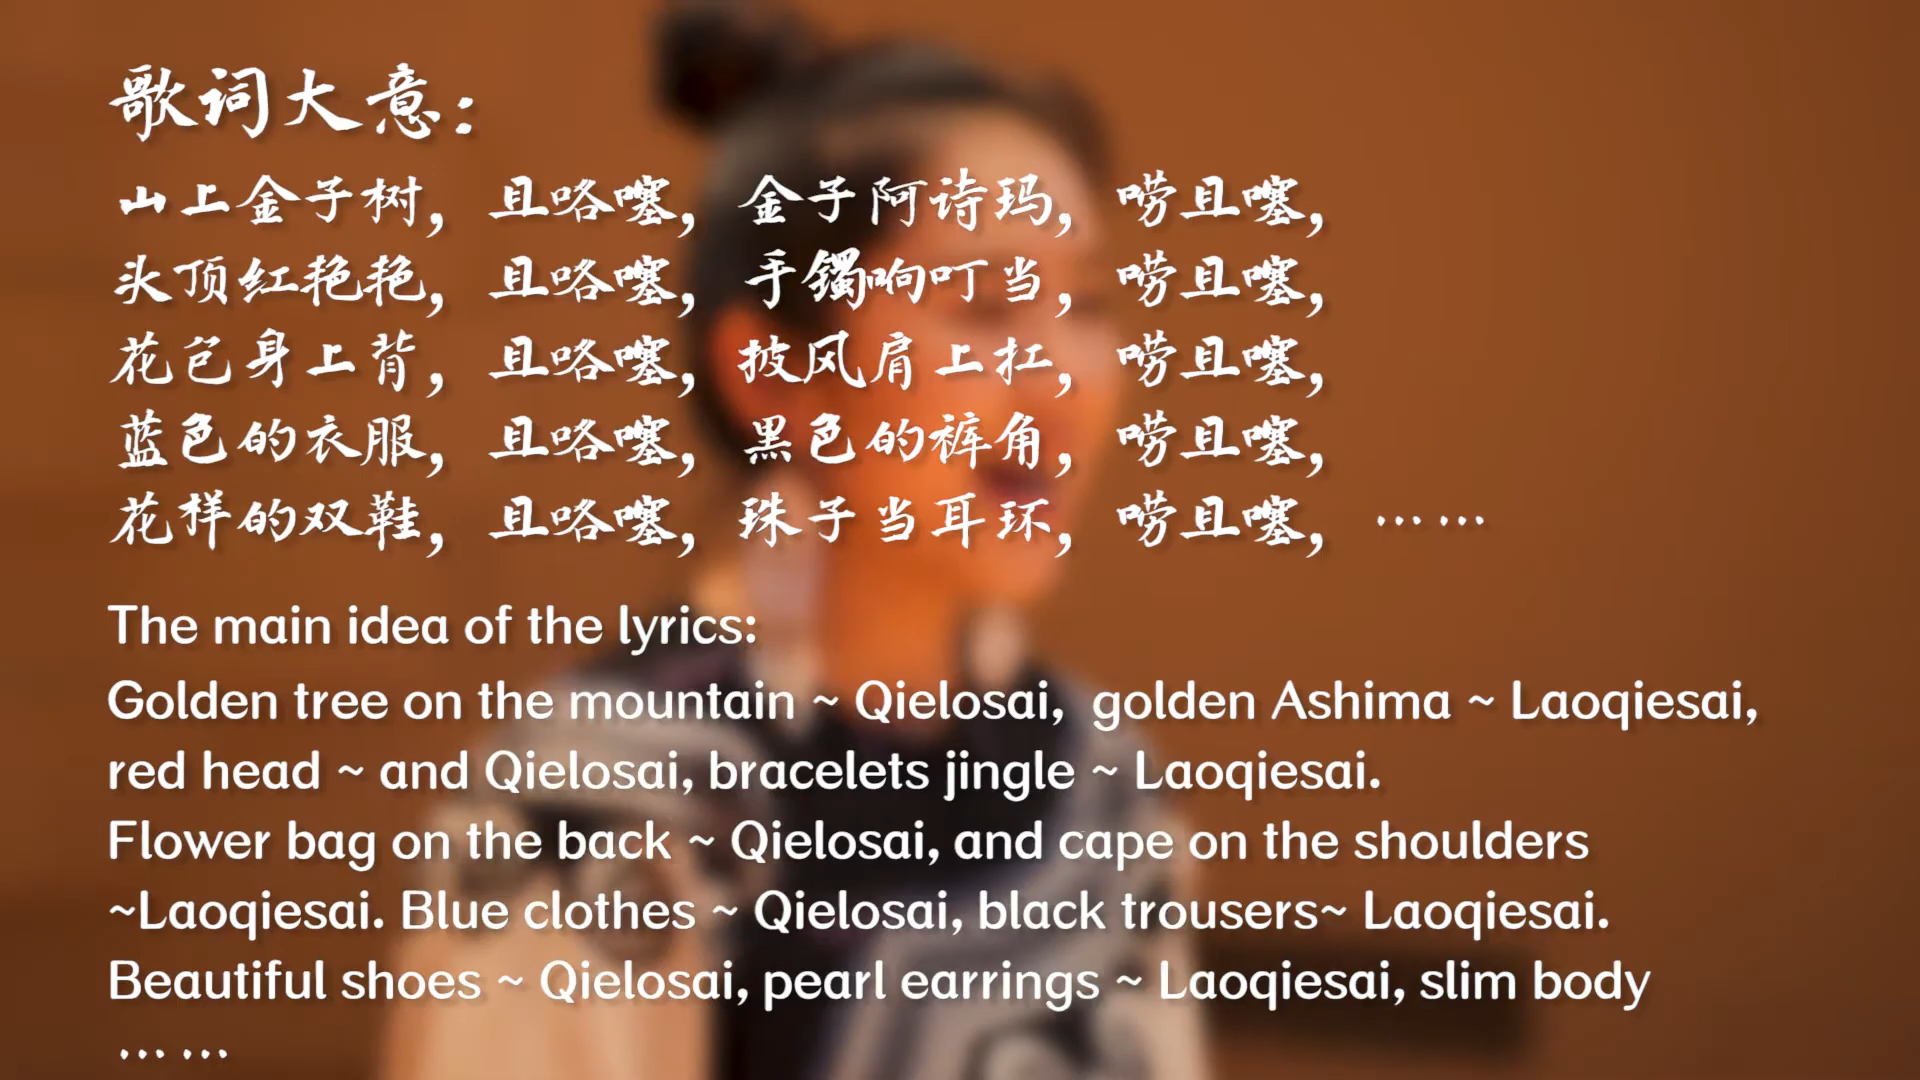 歌词大意：
山上金子树，且咯噻，金子阿诗玛，唠且噻，
头顶红艳艳，且咯噻，手镯响叮当，唠且噻，
花包身上背，且咯噻，披风肩上扛，唠且噻，
蓝色的衣服，且咯噻，黑色的裤角，唠且噻，
花样的双鞋，且咯噻，珠子当耳环，唠且噻，……
The main idea of the lyrics:
Golden tree on the mountain ~ Qielosai, golden Ashima ~ Laoqiesai,
red head ~ and Qielosai, bracelets jingle ~ Laoqiesai.
Flower bag on the back ~ Qielosai, and cape on the shoulders
~Laoqiesai. Blue clothes ~ Qielosai, black trousers~ Laoqiesai.
Beautiful shoes ~ Qielosai, pearl earrings ~ Laoqiesai, slim body
……